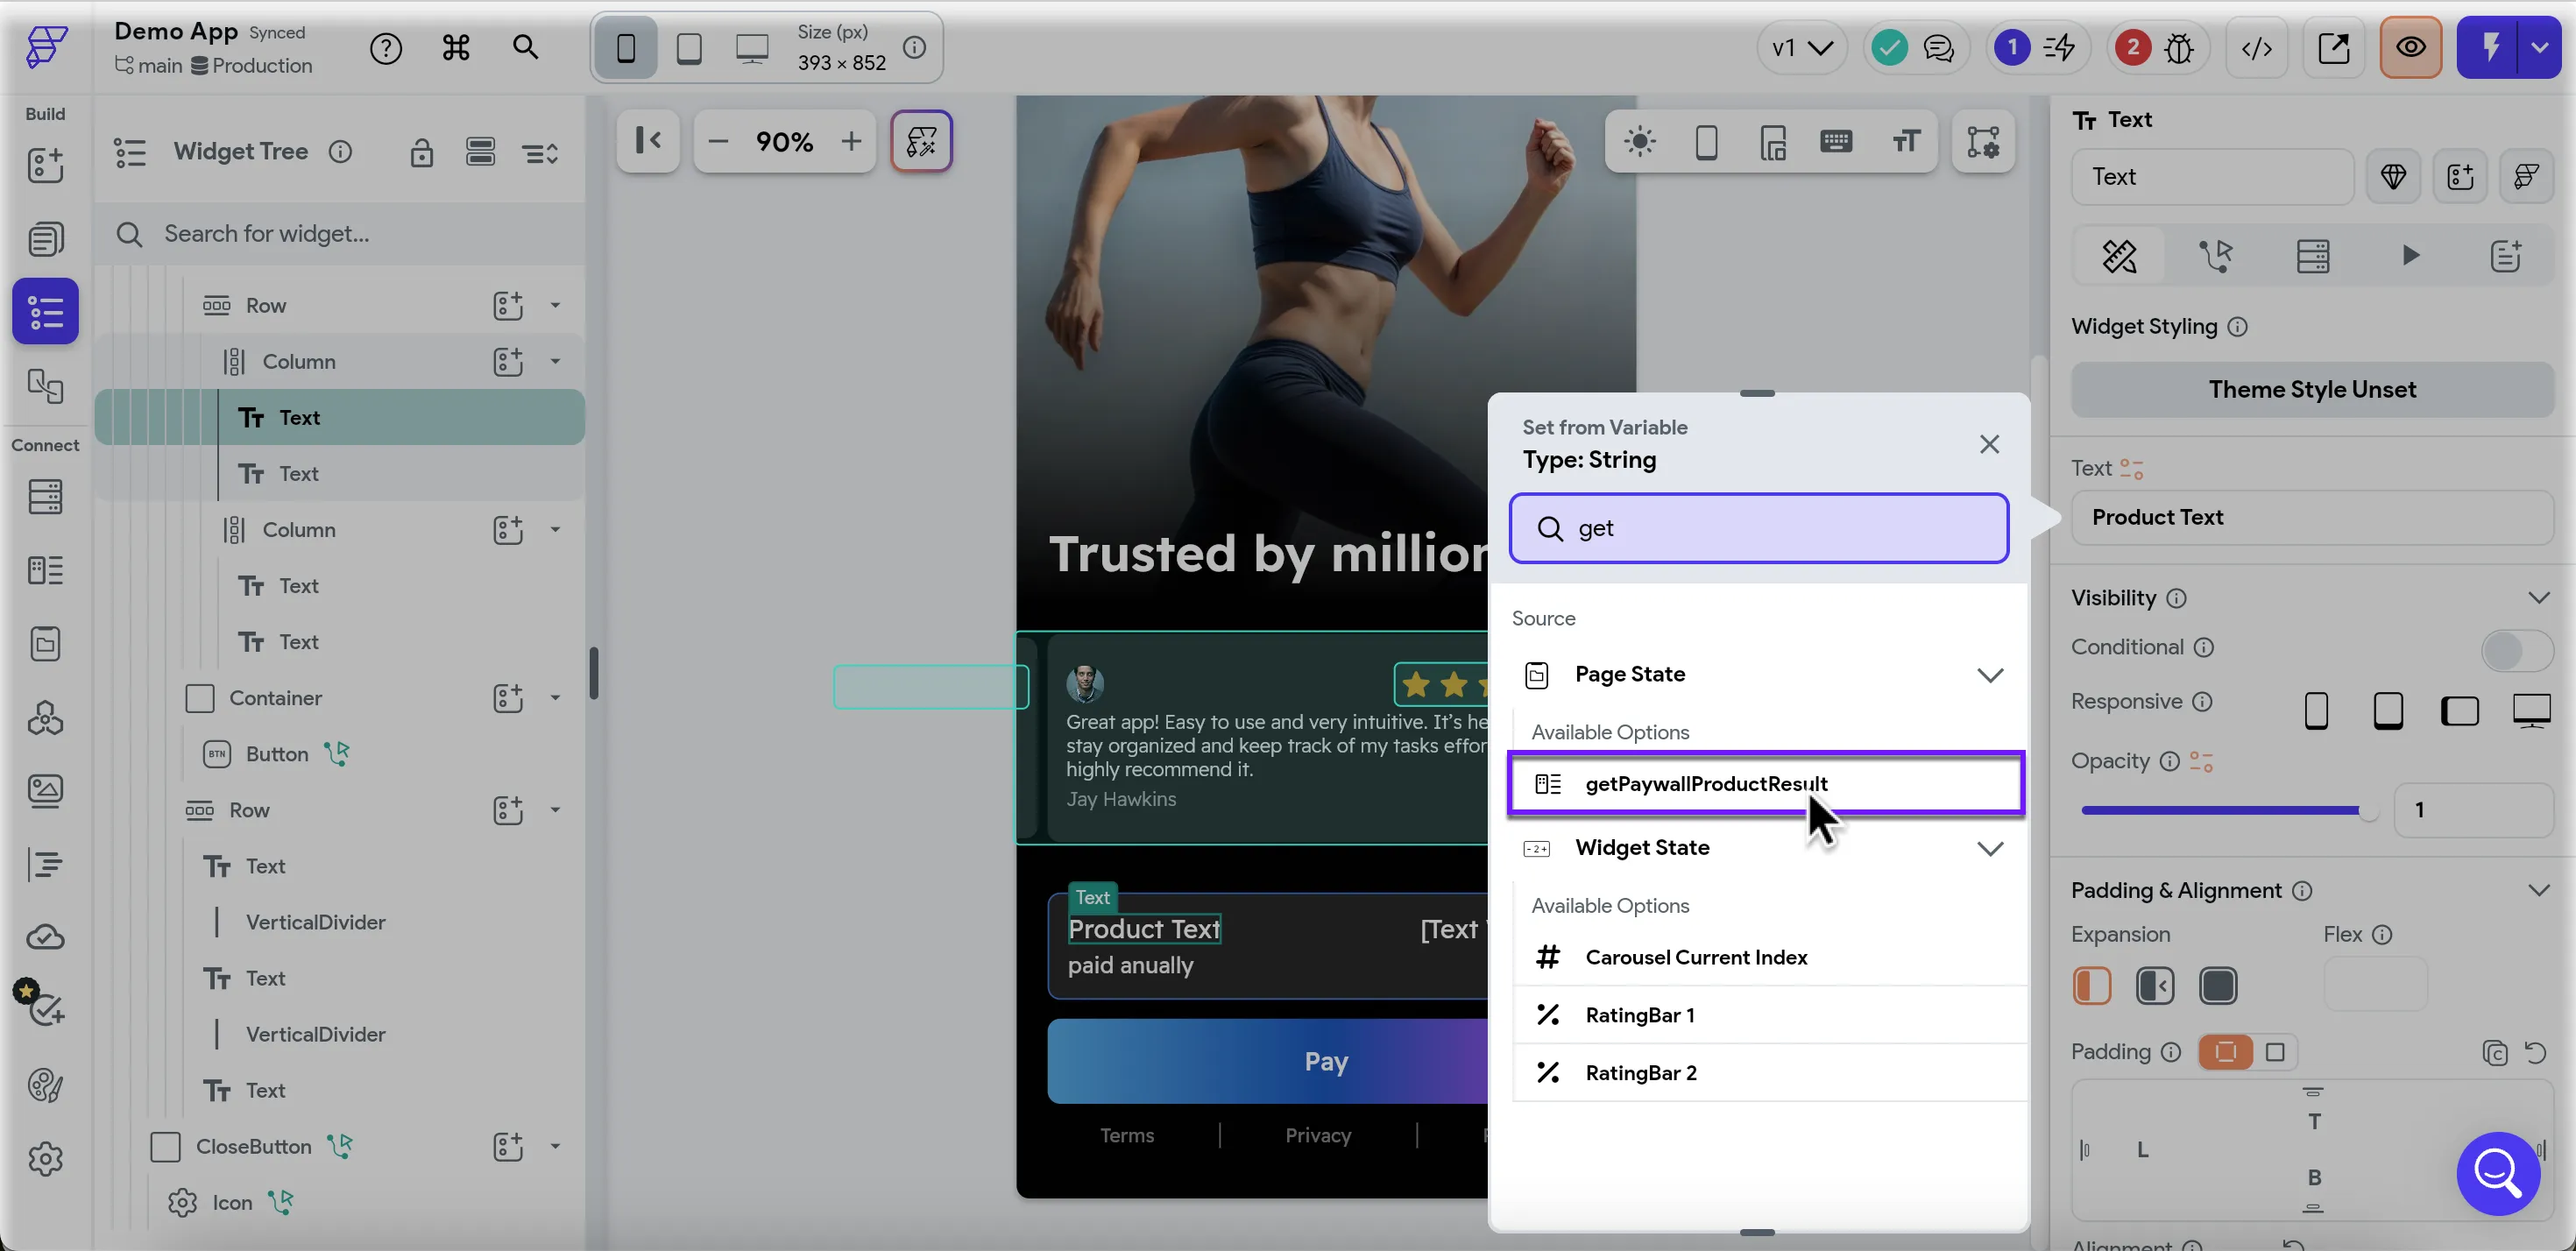 Demo App Synced
main Production
Size (px)
393 × 852
v1
1
2
Build
Connect
Widget Tree
Search for widget...
Row
Column
Text
Text
Column
Text
Text
Container
BTN Button
Row
Text
VerticalDivider
Text
VerticalDivider
Text
CloseButton
Icon
90%
Trusted by million
Great app! Easy to use and very intuitive. It's he
stay organized and keep track of my tasks effor
highly recommend it.
Jay Hawkins
Text
Product Text
[Text
paid anually
Pay
Terms
Privacy
Set from Variable
Type: String
get
Source
Page State
Available Options
getPaywallProductResult
Widget State
Available Options
Carousel Current Index
RatingBar 1
RatingBar 2
Text
Text
Widget Styling
Theme Style Unset
Text
Product Text
Visibility
Conditional
Responsive
Opacity
1
Padding & Alignment
Expansion
Flex
Padding
T
L
B
Alignment